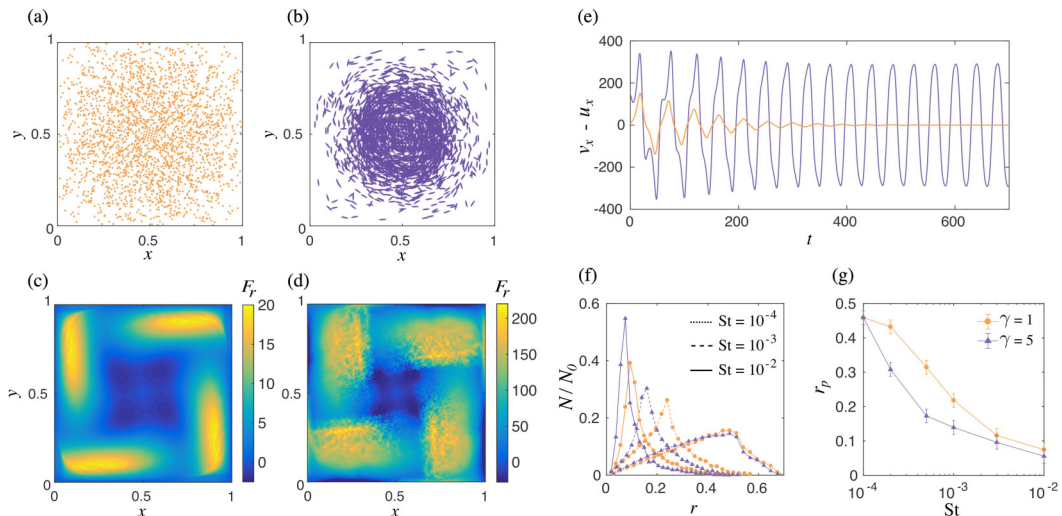 (a)
1
y
0.5
0
0
0.5
1
x
(b)
1
y
0.5
0
0
0.5
1
x
(c)
1
y
0.5
0
0
0.5
1
x
F_r
20
15
10
5
0
(d)
1
0.5
0
0
0.5
1
x
F_r
200
150
100
50
0
(e)
400
200
0
-200
-400
v_x - u_x
0
200
400
600
t
(f)
0.6
0.4
0.2
0
N / N_0
0
0.2
0.4
0.6
r
St = 10^-4
St = 10^-3
St = 10^-2
(g)
0.5
0.4
0.3
0.2
0.1
0
r_p
10^-4
10^-3
10^-2
St
γ = 1
γ = 5